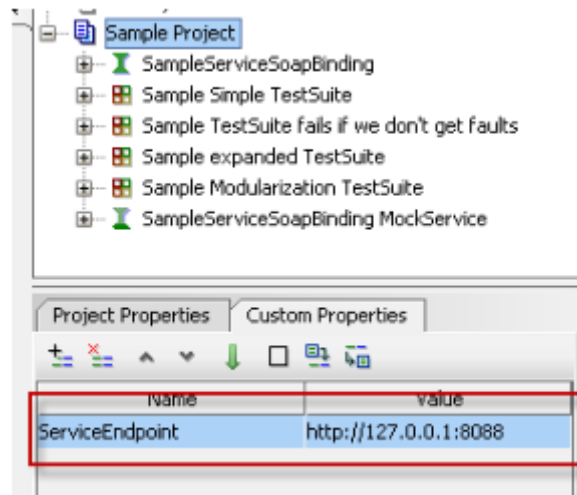 Sample Project
SampleServiceSoapBinding
Sample Simple TestSuite
Sample TestSuite fails if we don't get faults
Sample expanded TestSuite
Sample Modularization TestSuite
SampleServiceSoapBinding MockService
Project Properties Custom Properties
Name Value
ServiceEndpoint http://127.0.0.1:8088